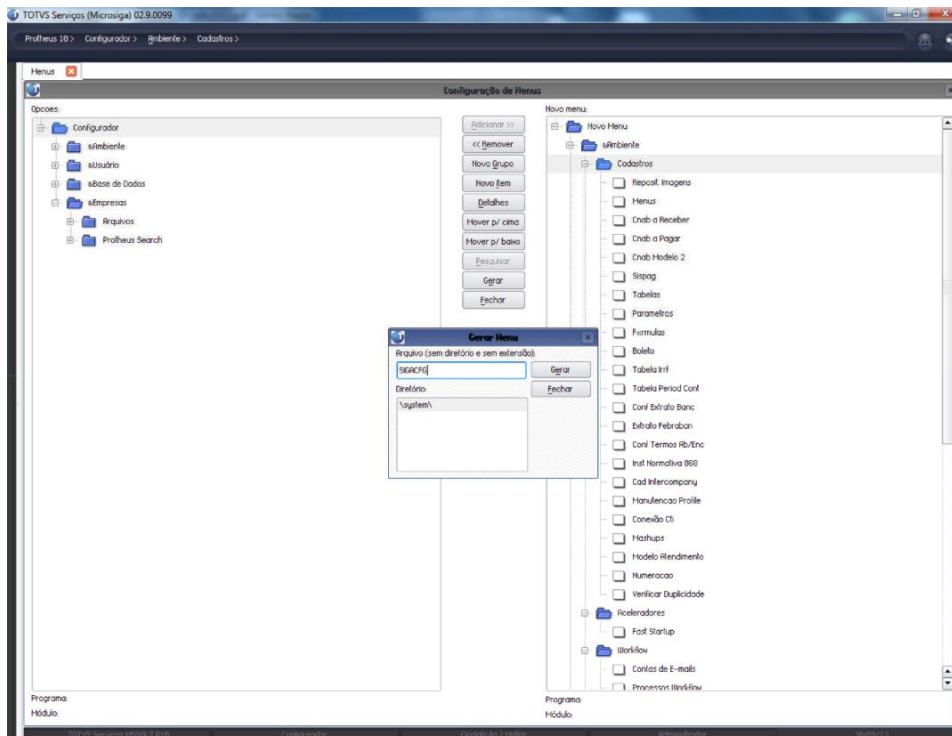 TOTVS Serviços (Microsiga) 02.9.0099
Protheus 10 > Configurador > Ambiente > Cadastros >
Menus
Configuração de Menus
Opcoes:
Configurador
&Ambiente
&Usuário
&Base de Dados
&Empresas
Arquivos
Protheus Search
Adicionar >>
<< Remover
Novo Grupo
Novo Item
Detalhes
Mover p/ cima
Mover p/ baixo
Pesquisar
Gerar
Fechar
Novo menu:
Novo Menu
&Ambiente
Cadastros
Reposit. Imagens
Menus
Cnab a Receber
Cnab a Pagar
Cnab Modelo 2
Sispag
Tabelas
Parametros
Formulas
Boleto
Tabela Irrf
Tabela Period Cont
Conf Extrato Banc
Extrato Febraban
Conf Termos Ab/Enc
Inst Normativa 868
Cad Intercompany
Manutencao Profile
Conexão Cti
Mashups
Modelo Atendimento
Numeracao
Verificar Duplicidade
Aceleradores
Fast Startup
Workflow
Contas de E-mails
Processos Workflow
Gerar Menu
Arquivo (sem diretório e sem extensão):
SIGACFG
Gerar
Diretório:
Fechar
\system\
Programa:
Módulo:
Programa:
Módulo:
Configurador
Administrador